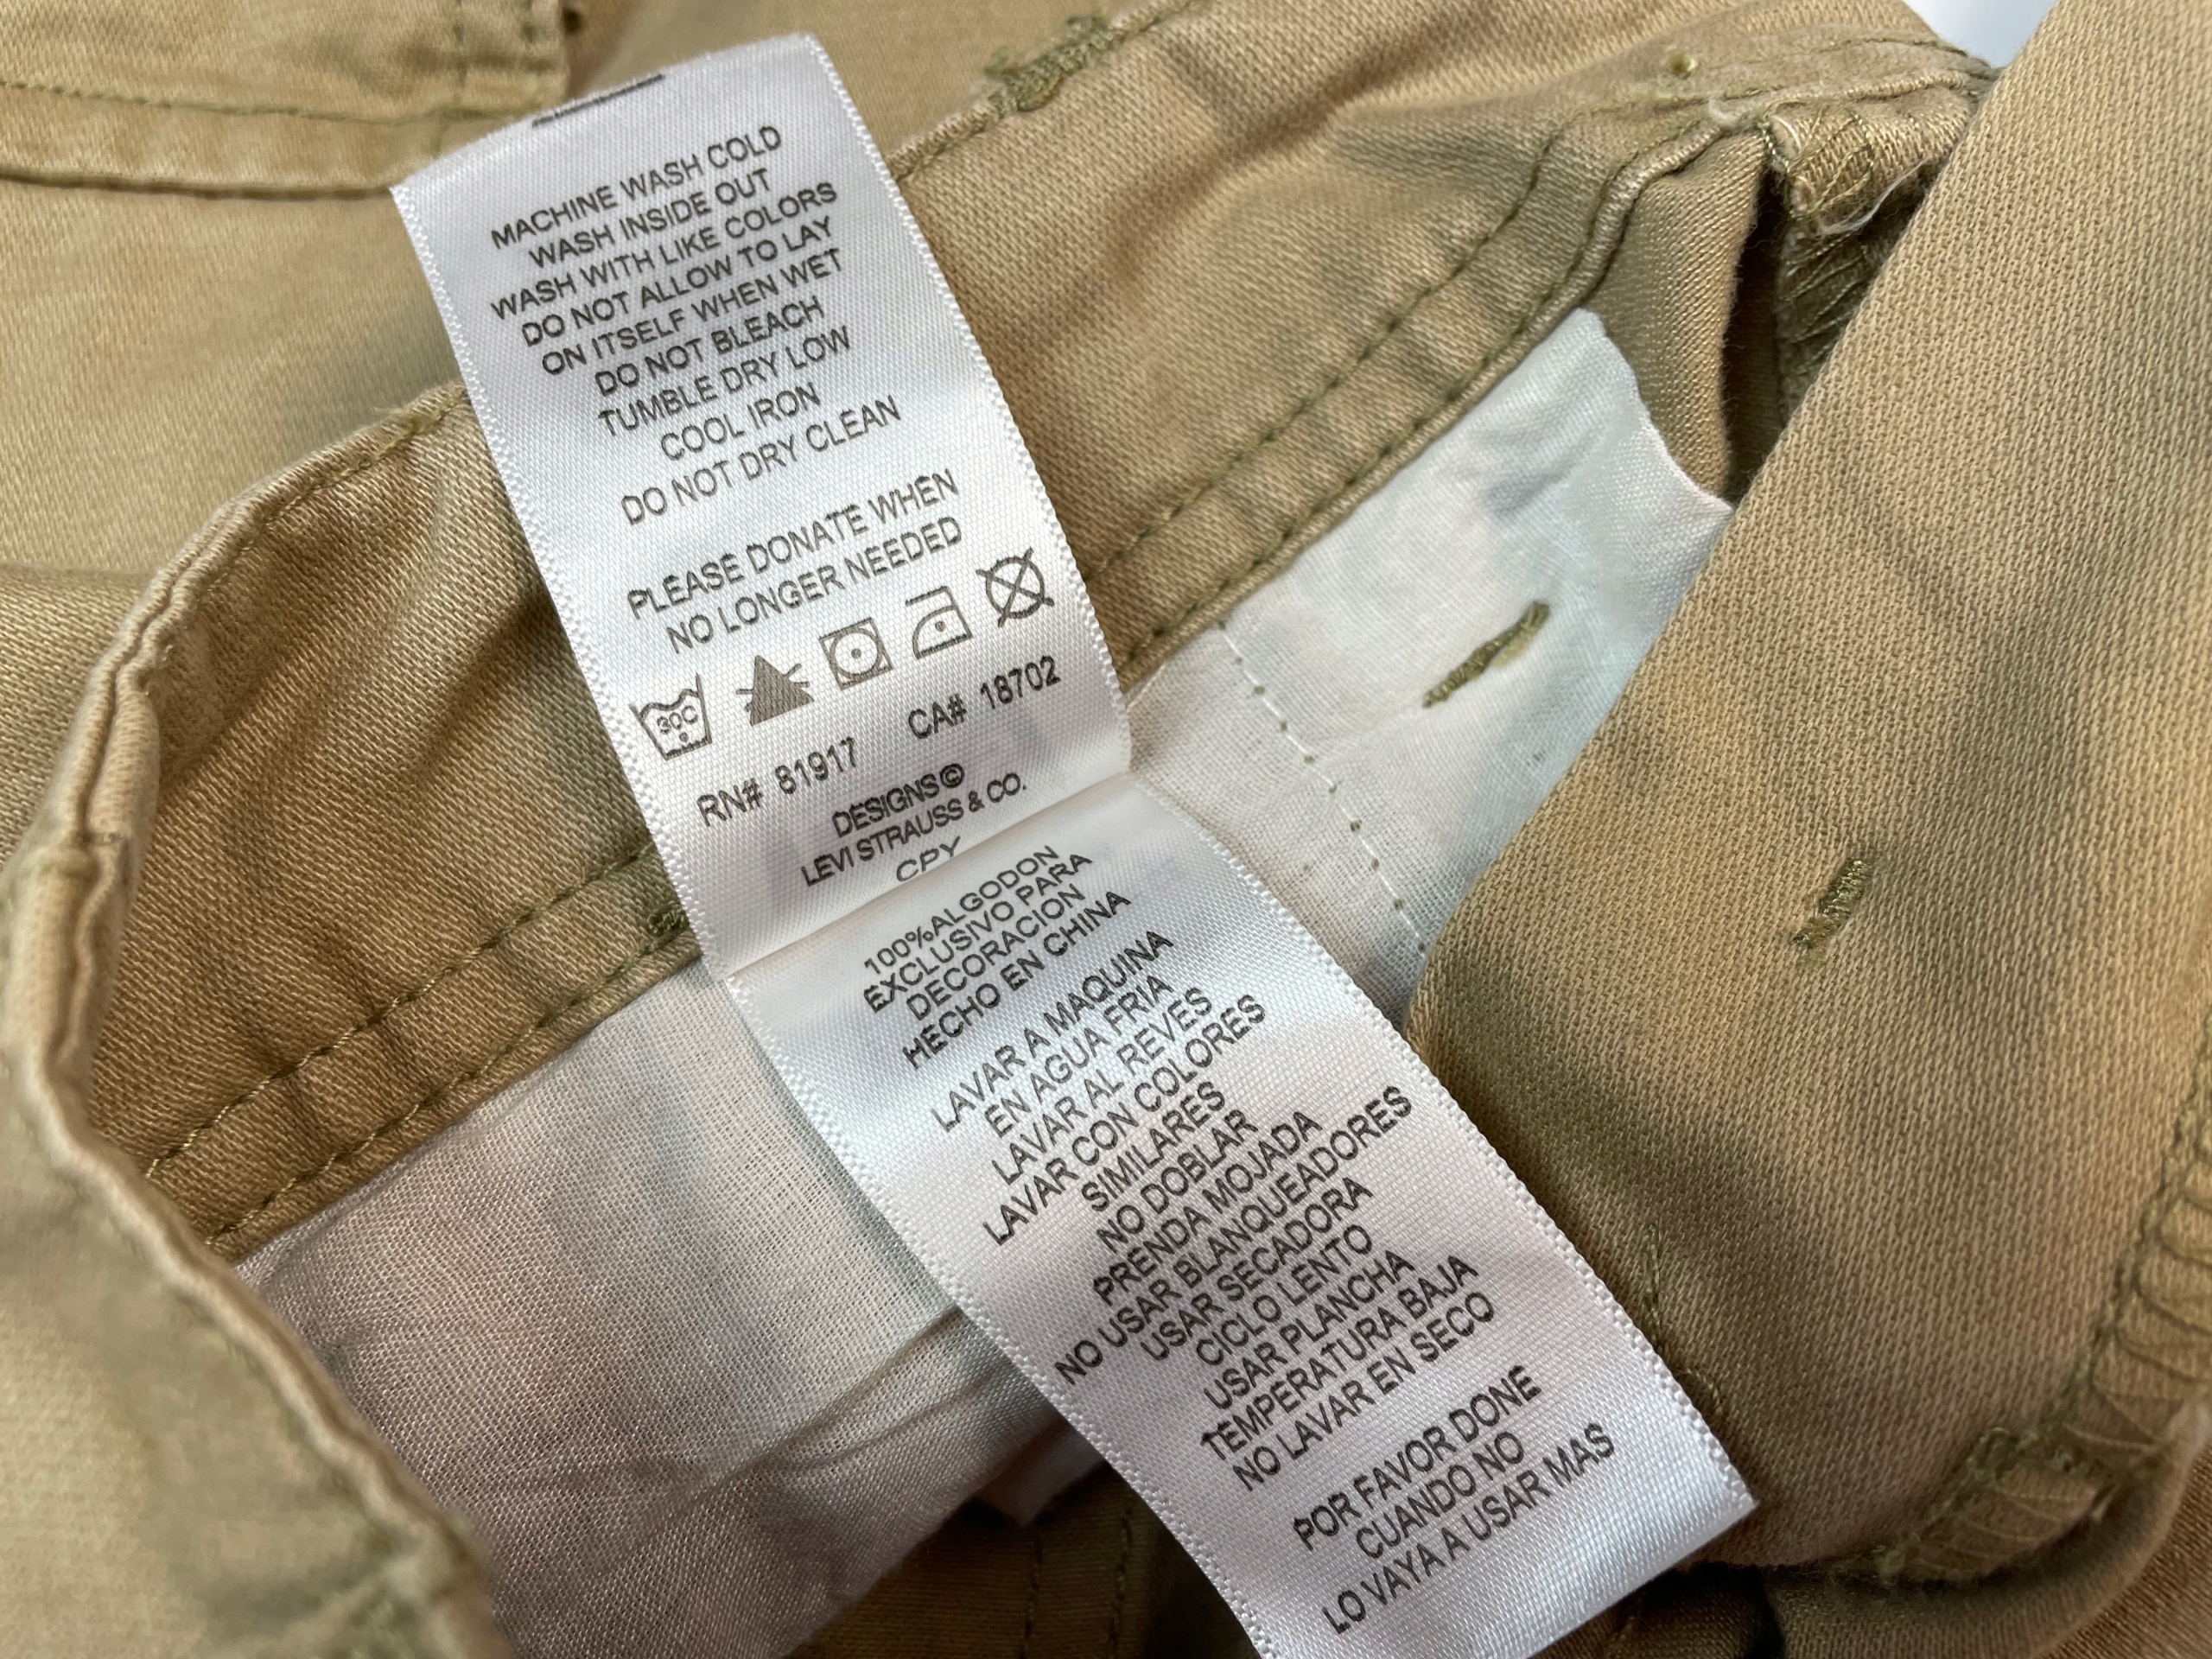 MACHINE WASH COLD
WASH INSIDE OUT
WASH WITH LIKE COLORS
DO NOT ALLOW TO LAY
ON ITSELF WHEN WET
DO NOT BLEACH
TUMBLE DRY LOW
COOL IRON
DO NOT DRY CLEAN
PLEASE DONATE WHEN
NO LONGER NEEDED
30C
RN# 81917 CA# 18702
DESIGNS©
LEVI STRAUSS & CO.
CPY
100%ALGODON
EXCLUSIVO PARA
DECORACION
HECHO EN CHINA
LAVAR A MAQUINA
EN AGUA FRIA
LAVAR AL REVES
LAVAR CON COLORES
SIMILARES
NO DOBLAR
PRENDA MOJADA
NO USAR BLANQUEADORES
USAR SECADORA
CICLO LENTO
USAR PLANCHA
TEMPERATURA BAJA
NO LAVAR EN SECO
POR FAVOR DONE
CUANDO NO
LO VAYA A USAR MAS